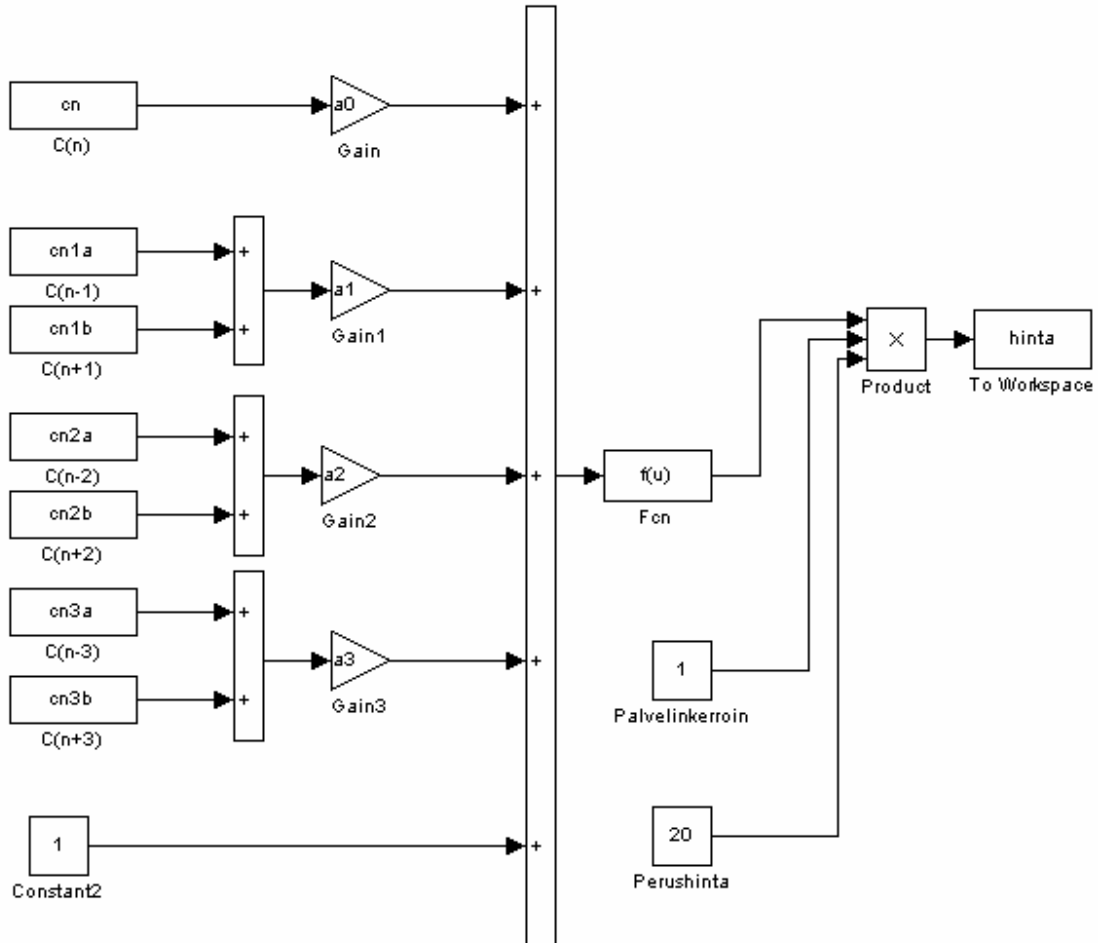 cn
C(n)
a0
Gain
+
cn1a
C(n-1)
cn1b
C(n+1)
+
+
a1
Gain1
+
cn2a
C(n-2)
cn2b
C(n+2)
+
+
a2
Gain2
+
cn3a
C(n-3)
cn3b
C(n+3)
+
+
a3
Gain3
+
1
Constant2
+
f(u)
Fcn
1
Palvelinkerroin
20
Perushinta
×
Product
hinta
To Workspace